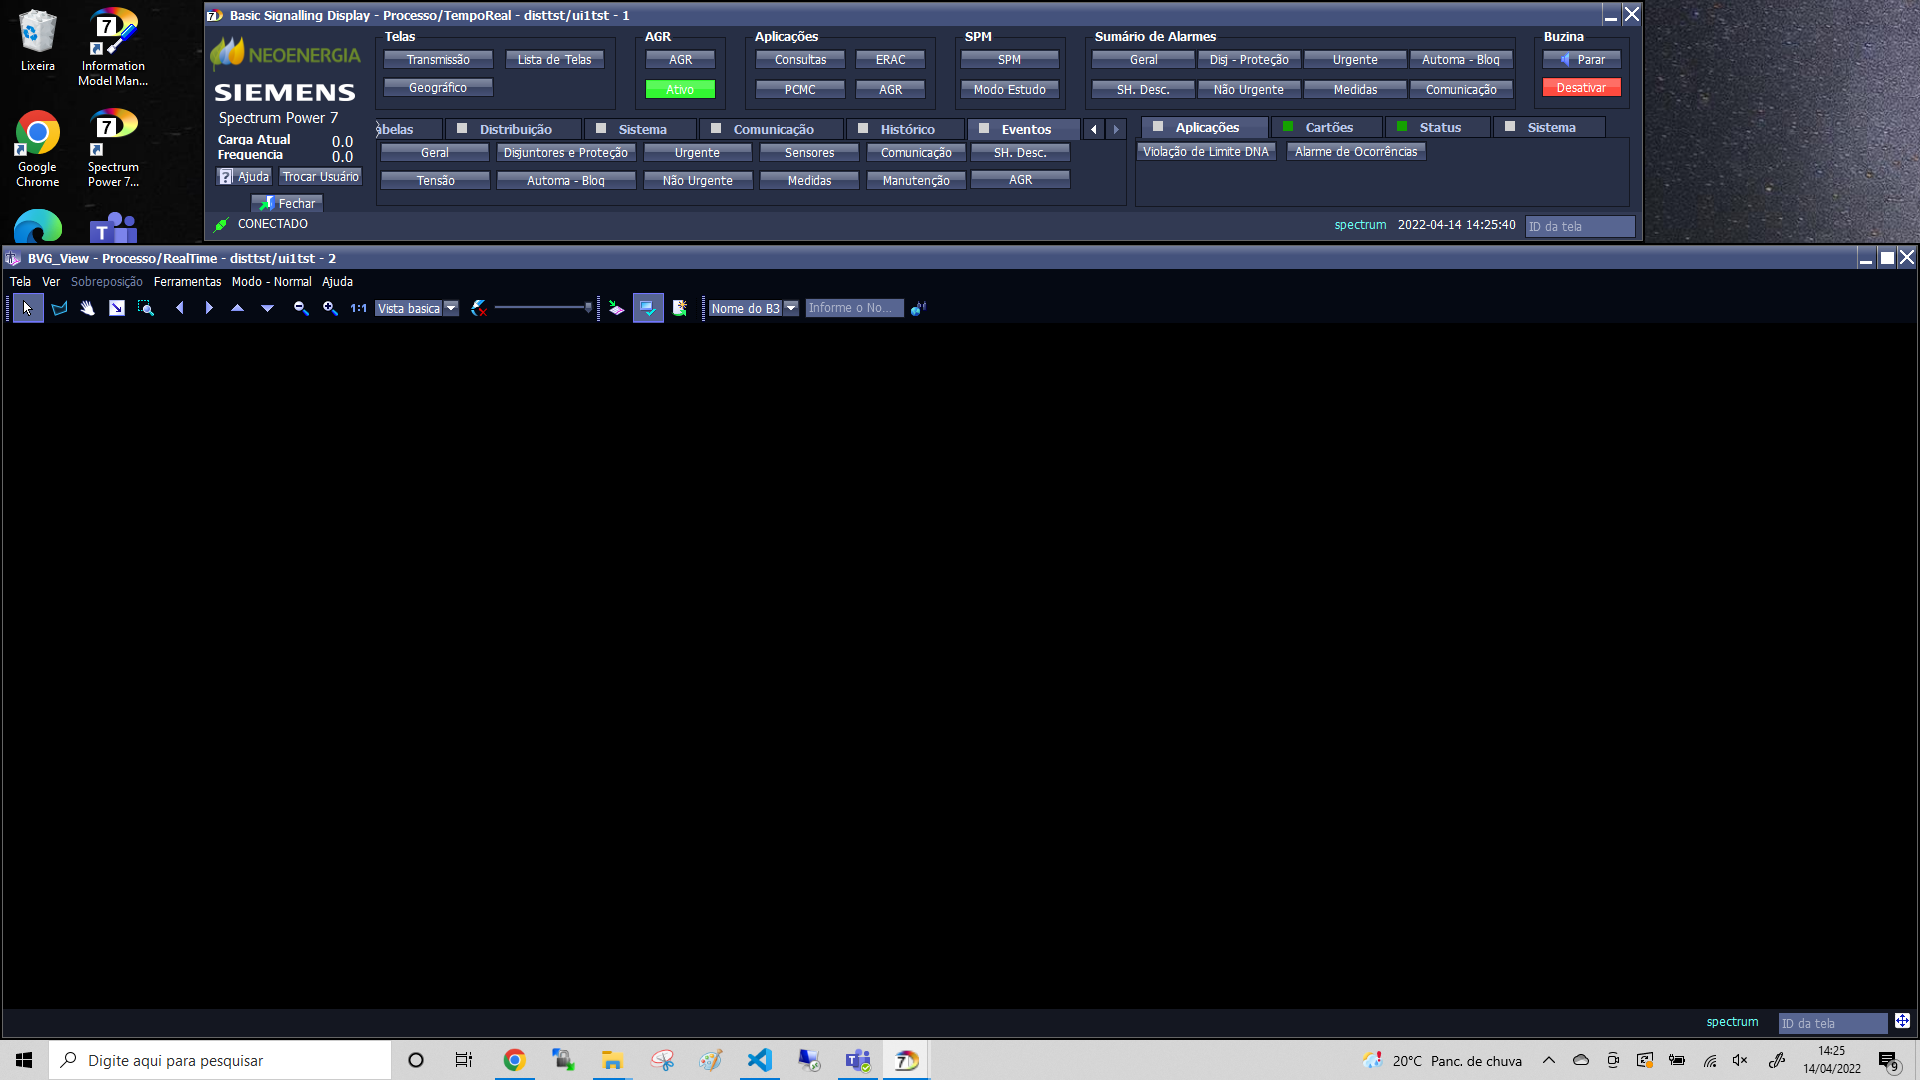 Lixeira
Information
Model Man...
Google
Chrome
Spectrum
Power 7...
Basic Signalling Display - Processo/TempoReal - disttst/ui1tst - 1
NEOENERGIA
SIEMENS
Spectrum Power 7
Carga Atual 0.0
Frequencia 0.0
Ajuda Trocar Usuário
Fechar
Telas
Transmissão Lista de Telas
Geográfico
AGR
AGR
Ativo
Aplicações
Consultas ERAC
PCMC AGR
SPM
SPM
Modo Estudo
Sumário de Alarmes
Geral Disj - Proteção Urgente Automa - Bloq
SH. Desc. Não Urgente Medidas Comunicação
Buzina
Parar
Desativar
abelas Distribuição Sistema Comunicação Histórico Eventos
Geral Disjuntores e Proteção Urgente Sensores Comunicação SH. Desc.
Tensão Automa - Bloq Não Urgente Medidas Manutenção AGR
Aplicações Cartões Status Sistema
Violação de Limite DNA Alarme de Ocorrências
CONECTADO
spectrum 2022-04-14 14:25:40 ID da tela
BVG_View - Processo/RealTime - disttst/ui1tst - 2
Tela Ver Sobreposição Ferramentas Modo - Normal Ajuda
1:1 Vista basica Nome do B3 Informe o No...
spectrum ID da tela
Digite aqui para pesquisar
20°C Panc. de chuva
14:25
14/04/2022
9